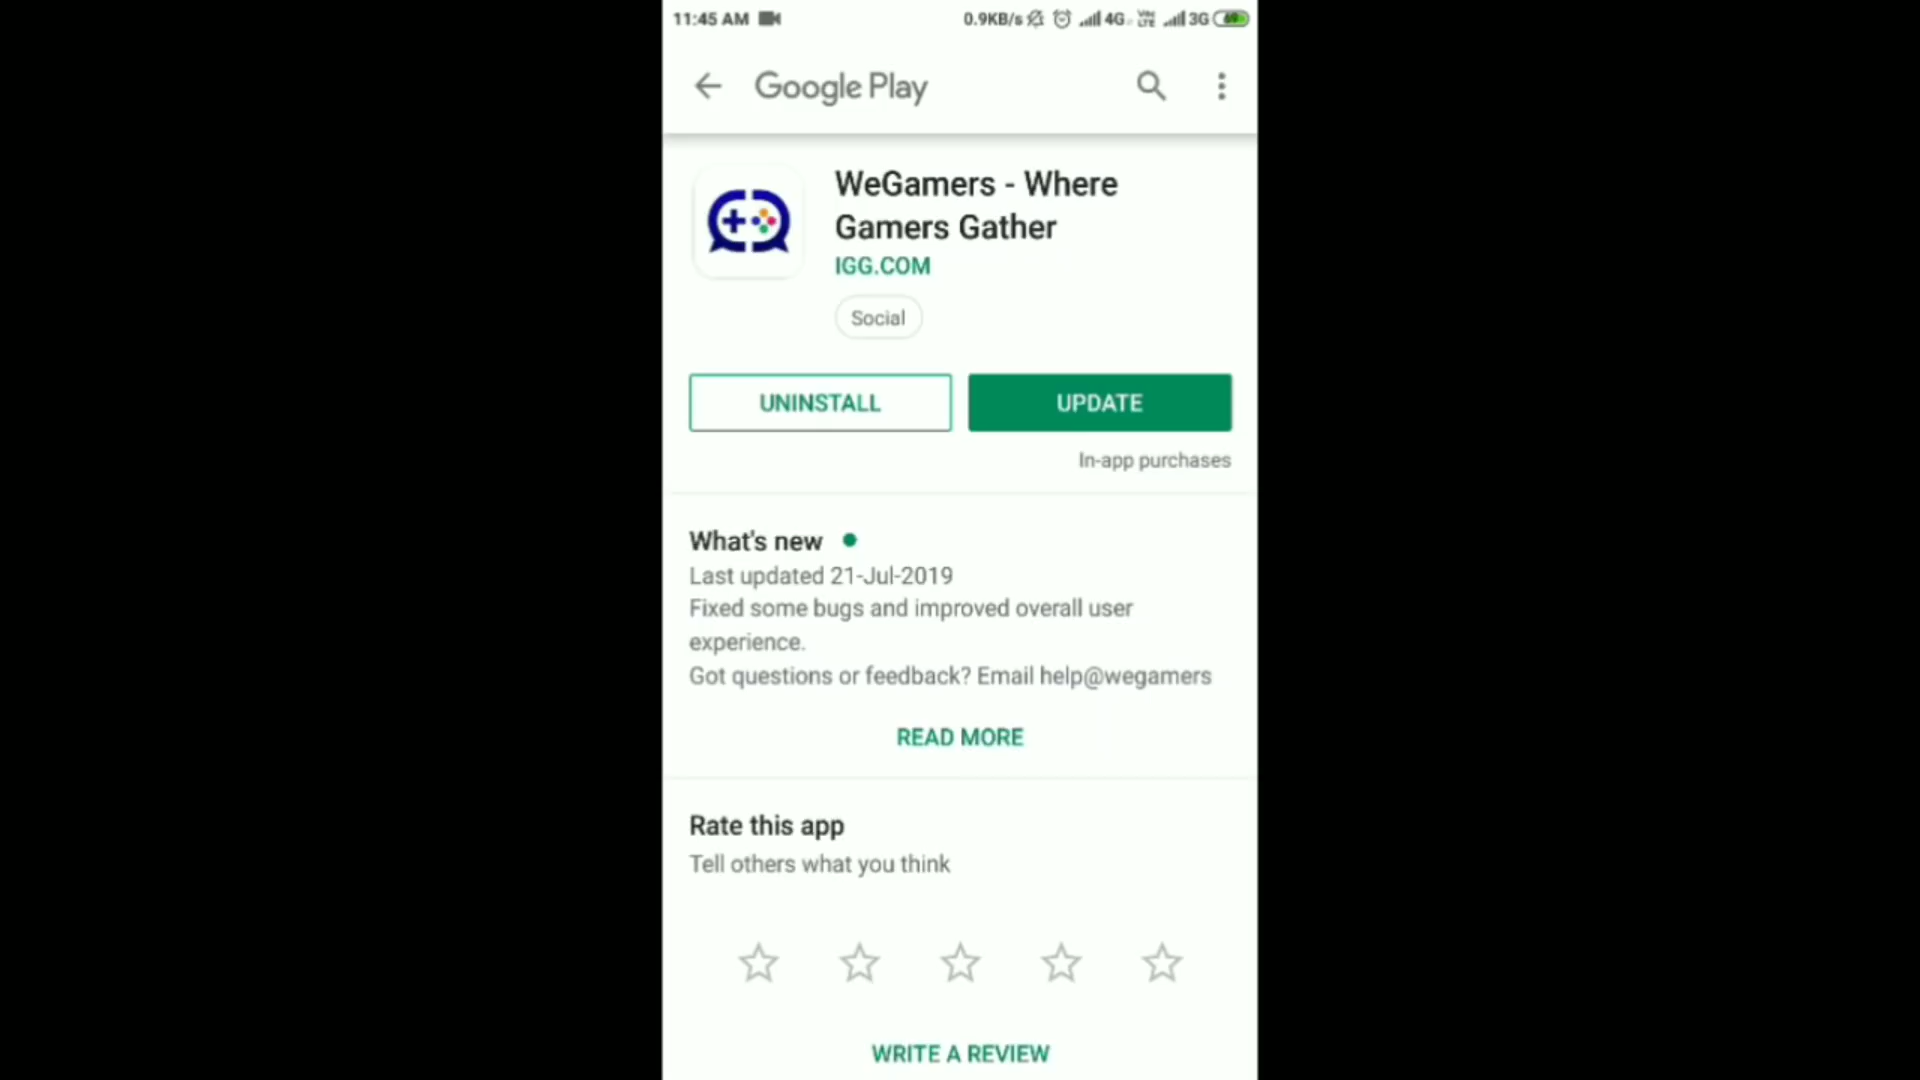 11:45 AM 0.9KB/s 4G VoLTE 3G 69
Google Play
WeGamers - Where
Gamers Gather
IGG.COM
Social
UNINSTALL UPDATE
In-app purchases
What's new
Last updated 21-Jul-2019
Fixed some bugs and improved overall user
experience.
Got questions or feedback? Email help@wegamers
READ MORE
Rate this app
Tell others what you think
WRITE A REVIEW